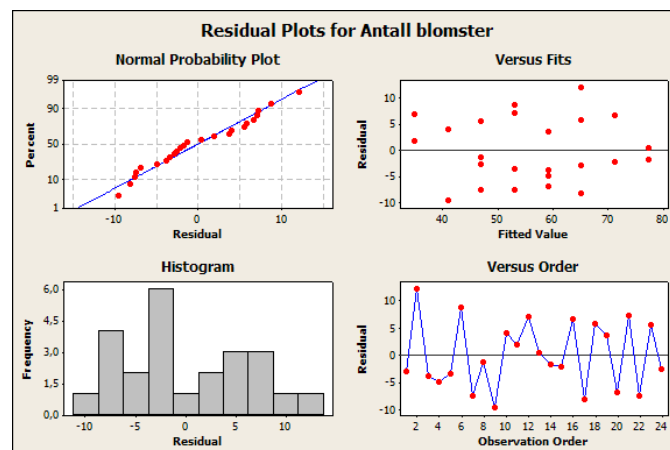 Residual Plots for Antall blomster
Normal Probability Plot
Percent
99
90
50
10
1
-10 0 10
Residual
Versus Fits
Residual
10
5
0
-5
-10
40 50 60 70 80
Fitted Value
Histogram
Frequency
6,0
4,5
3,0
1,5
0,0
-10 -5 0 5 10
Residual
Versus Order
Residual
10
5
0
-5
-10
2 4 6 8 10 12 14 16 18 20 22 24
Observation Order